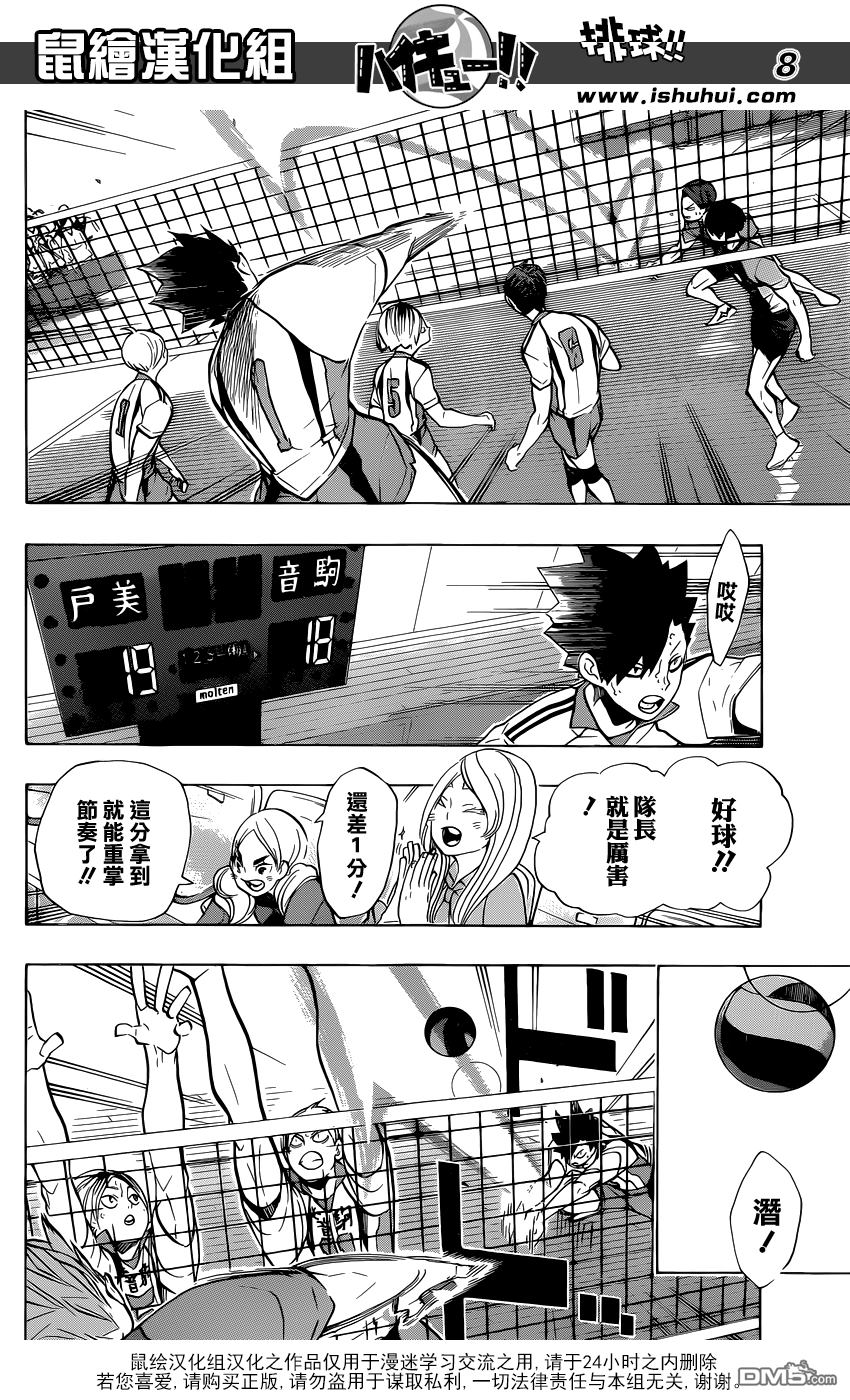 鼠繪漢化組
ハイキュー!!
排球!!
8
www.ishuhui.com
5
戸美
音駒
19
18
molten
哎哎
好球!!
隊長
就是厲害
!
還差1分!
這分拿到
就能重掌
節奏了!!
潛!
音駒
鼠绘汉化组汉化之作品仅用于漫迷学习交流之用,请于24小时之内删除
若您喜爱,请购买正版,请勿盗用于谋取私利,一切法律责任与本组无关,谢谢。
DM5.com